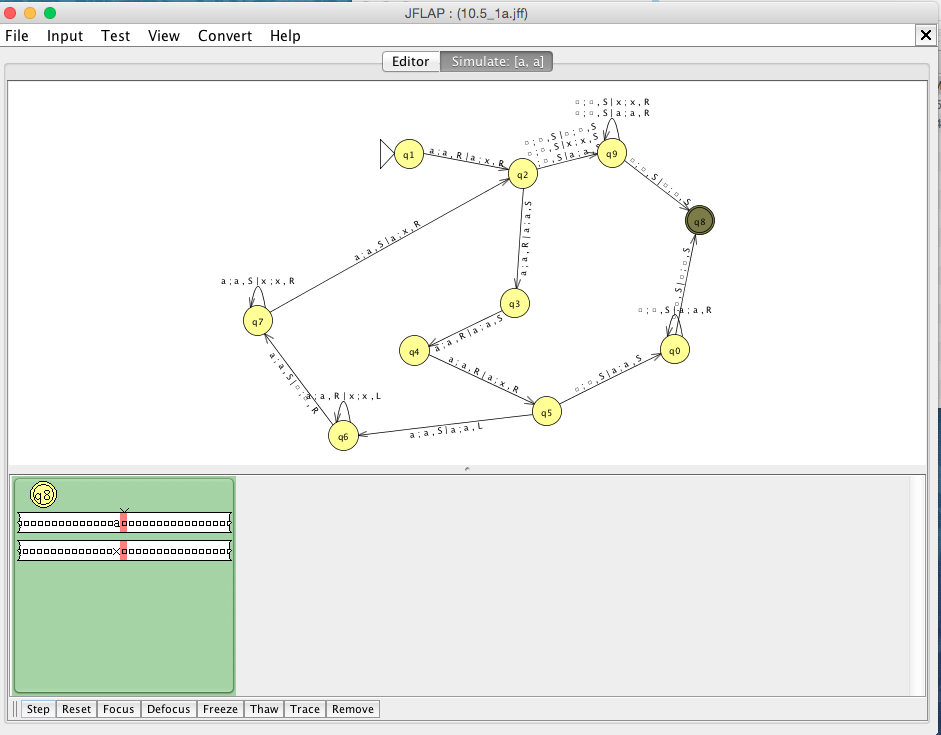 JFLAP : (10.5_1a.jff)
File Input Test View Convert Help
Editor Simulate: [a, a]
□;□,S|x;x,R
□;□,S|a;a,R
□;□,S|□;□,S
□;□,S|x;x,S
□;□,S|a;a,S
q1
a;a,R|a;x,R
q2
q9
□;□,S|□;□,S
q8
a;a,S|a;x,R
a;a,R|a;a,S
a;a,S|x;x,R
q7
q3
a;a,R|a;a,S
□;□,S|□;□,S
□;□,S|a;a,R
q4
q0
a;a,R|a;x,R
□;□,S|a;a,S
a;a,S|□;□,R
a;a,R|x;x,L
q5
q6
a;a,S|a;a,L
q8
a
x
Step Reset Focus Defocus Freeze Thaw Trace Remove